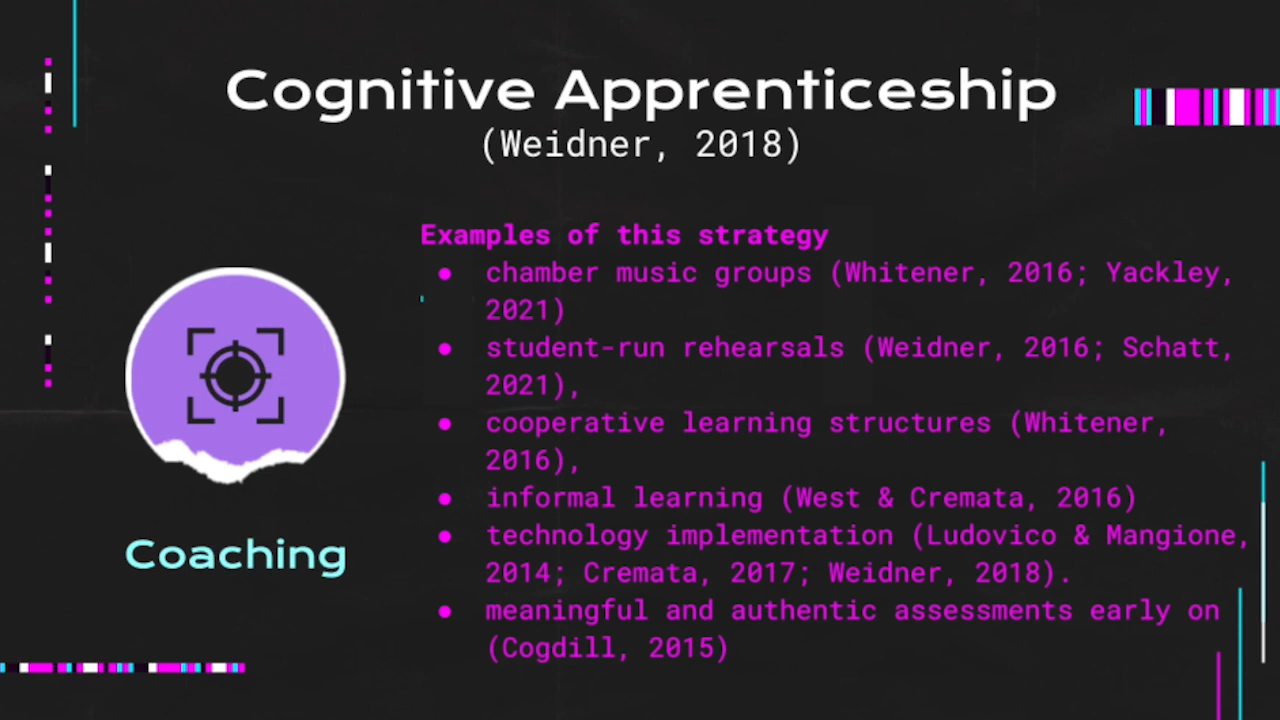 Cognitive Apprenticeship
(Weidner, 2018)
Examples of this strategy
● chamber music groups (Whitener, 2016; Yackley,
2021)
● student-run rehearsals (Weidner, 2016; Schatt,
2021),
● cooperative learning structures (Whitener,
2016),
● informal learning (West & Cremata, 2016)
● technology implementation (Ludovico & Mangione,
2014; Cremata, 2017; Weidner, 2018).
● meaningful and authentic assessments early on
(Cogdill, 2015)
Coaching